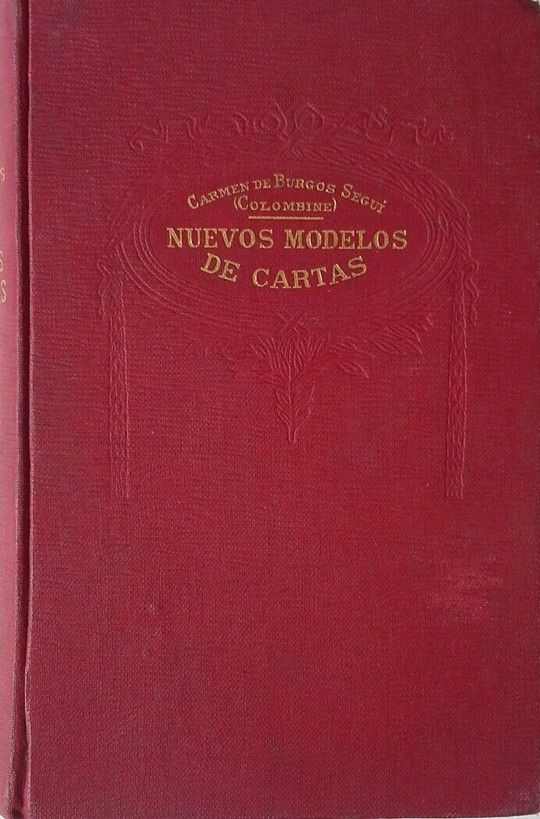 CARMEN DE BURGOS SEGUÍ
(COLOMBINE)
NUEVOS MODELOS
DE CARTAS